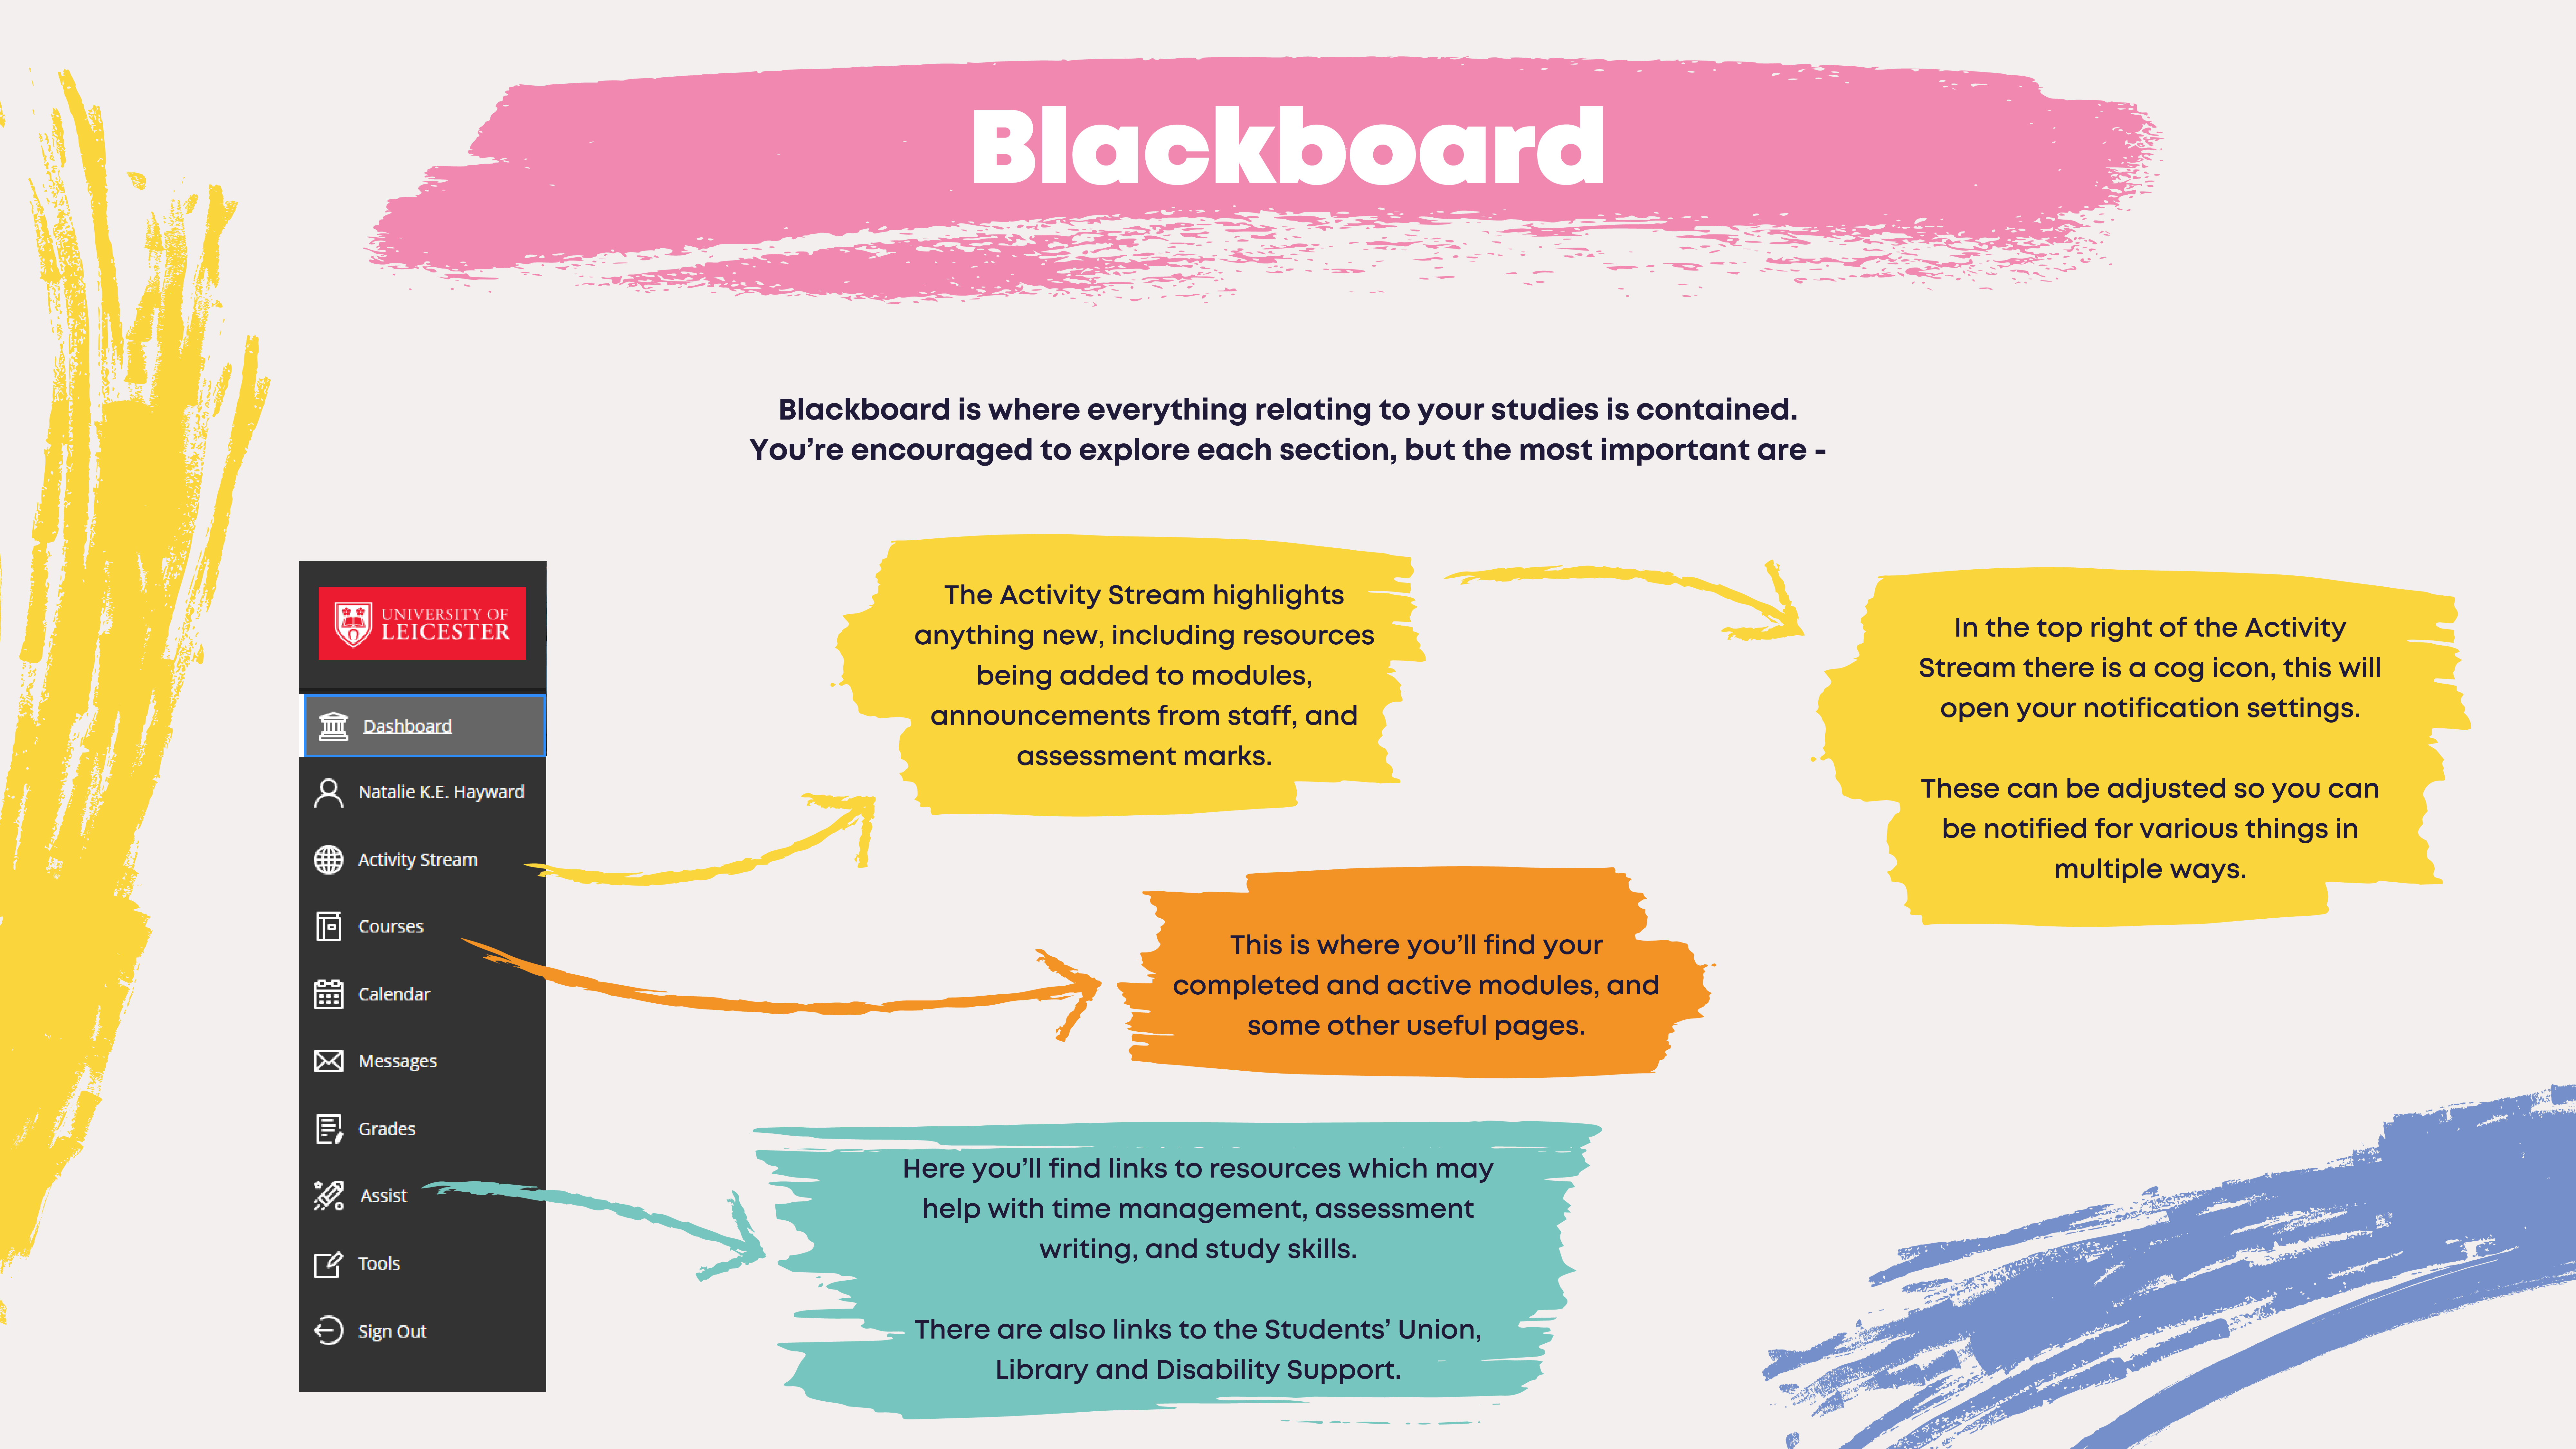 Blackboard
Blackboard is where everything relating to your studies is contained.
You're encouraged to explore each section, but the most important are -
UNIVERSITY OF
LEICESTER
Dashboard
Natalie K.E. Hayward
Activity Stream
Courses
Calendar
Messages
Grades
Assist
Tools
Sign Out
The Activity Stream highlights
anything new, including resources
being added to modules,
announcements from staff, and
assessment marks.
In the top right of the Activity
Stream there is a cog icon, this will
open your notification settings.
These can be adjusted so you can
be notified for various things in
multiple ways.
This is where you'll find your
completed and active modules, and
some other useful pages.
Here you'll find links to resources which may
help with time management, assessment
writing, and study skills.
There are also links to the Students' Union,
Library and Disability Support.